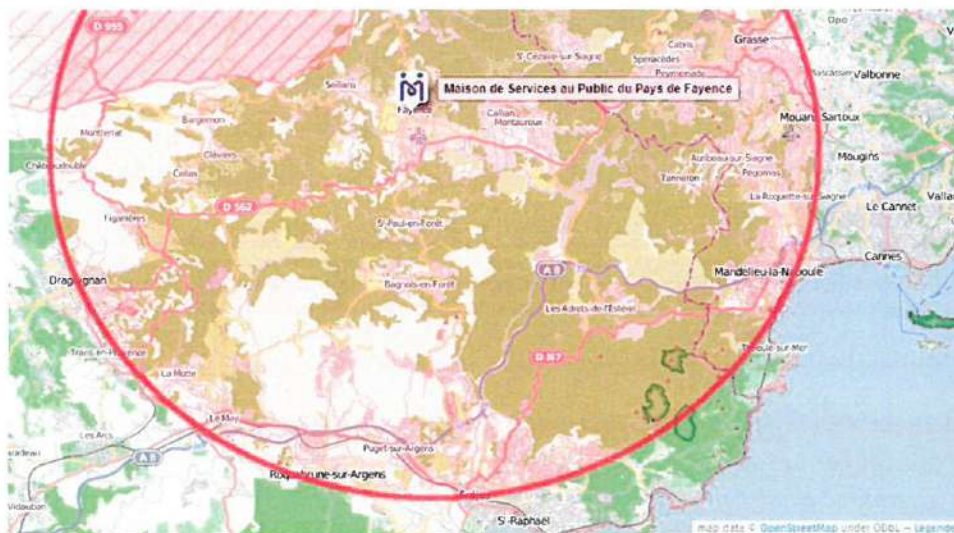 D 955
Grasse
Opio
Cabris
St Cézaire-sur-Siagne
Spéracèdes
Peymeinade
Valbonne
Seillans
Maison de Services au Public du Pays de Fayence
Fayence
Callian
Montauroux
Mouans-Sartoux
Bargemon
Montferrat
Châteaudouble
Claviers
Auribeau-sur-Siagne
Mougins
Callas
Tanneron
Pégomas
La Roquette-sur-Siagne
D 562
Le Cannet
Figanières
St-Paul-en-Forêt
Cannes
A 8
Mandelieu-la-Napoule
Draguignan
Bagnols-en-Forêt
Les Adrets-de-l'Estérel
Trans-en-Provence
Théoule-sur-Mer
La Motte
Le Muy
Les Arcs
Puget-sur-Argens
A 8
Roquebrune-sur-Argens
Fréjus
Vidauban
St-Raphaël
map data © OpenStreetMap under ODbL – Legende